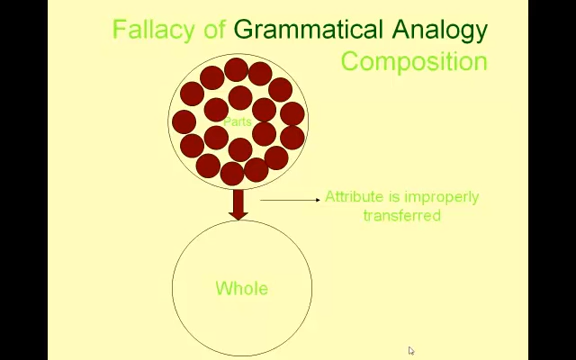 Fallacy of Grammatical Analogy
Composition
Parts
Attribute is improperly
transferred
Whole